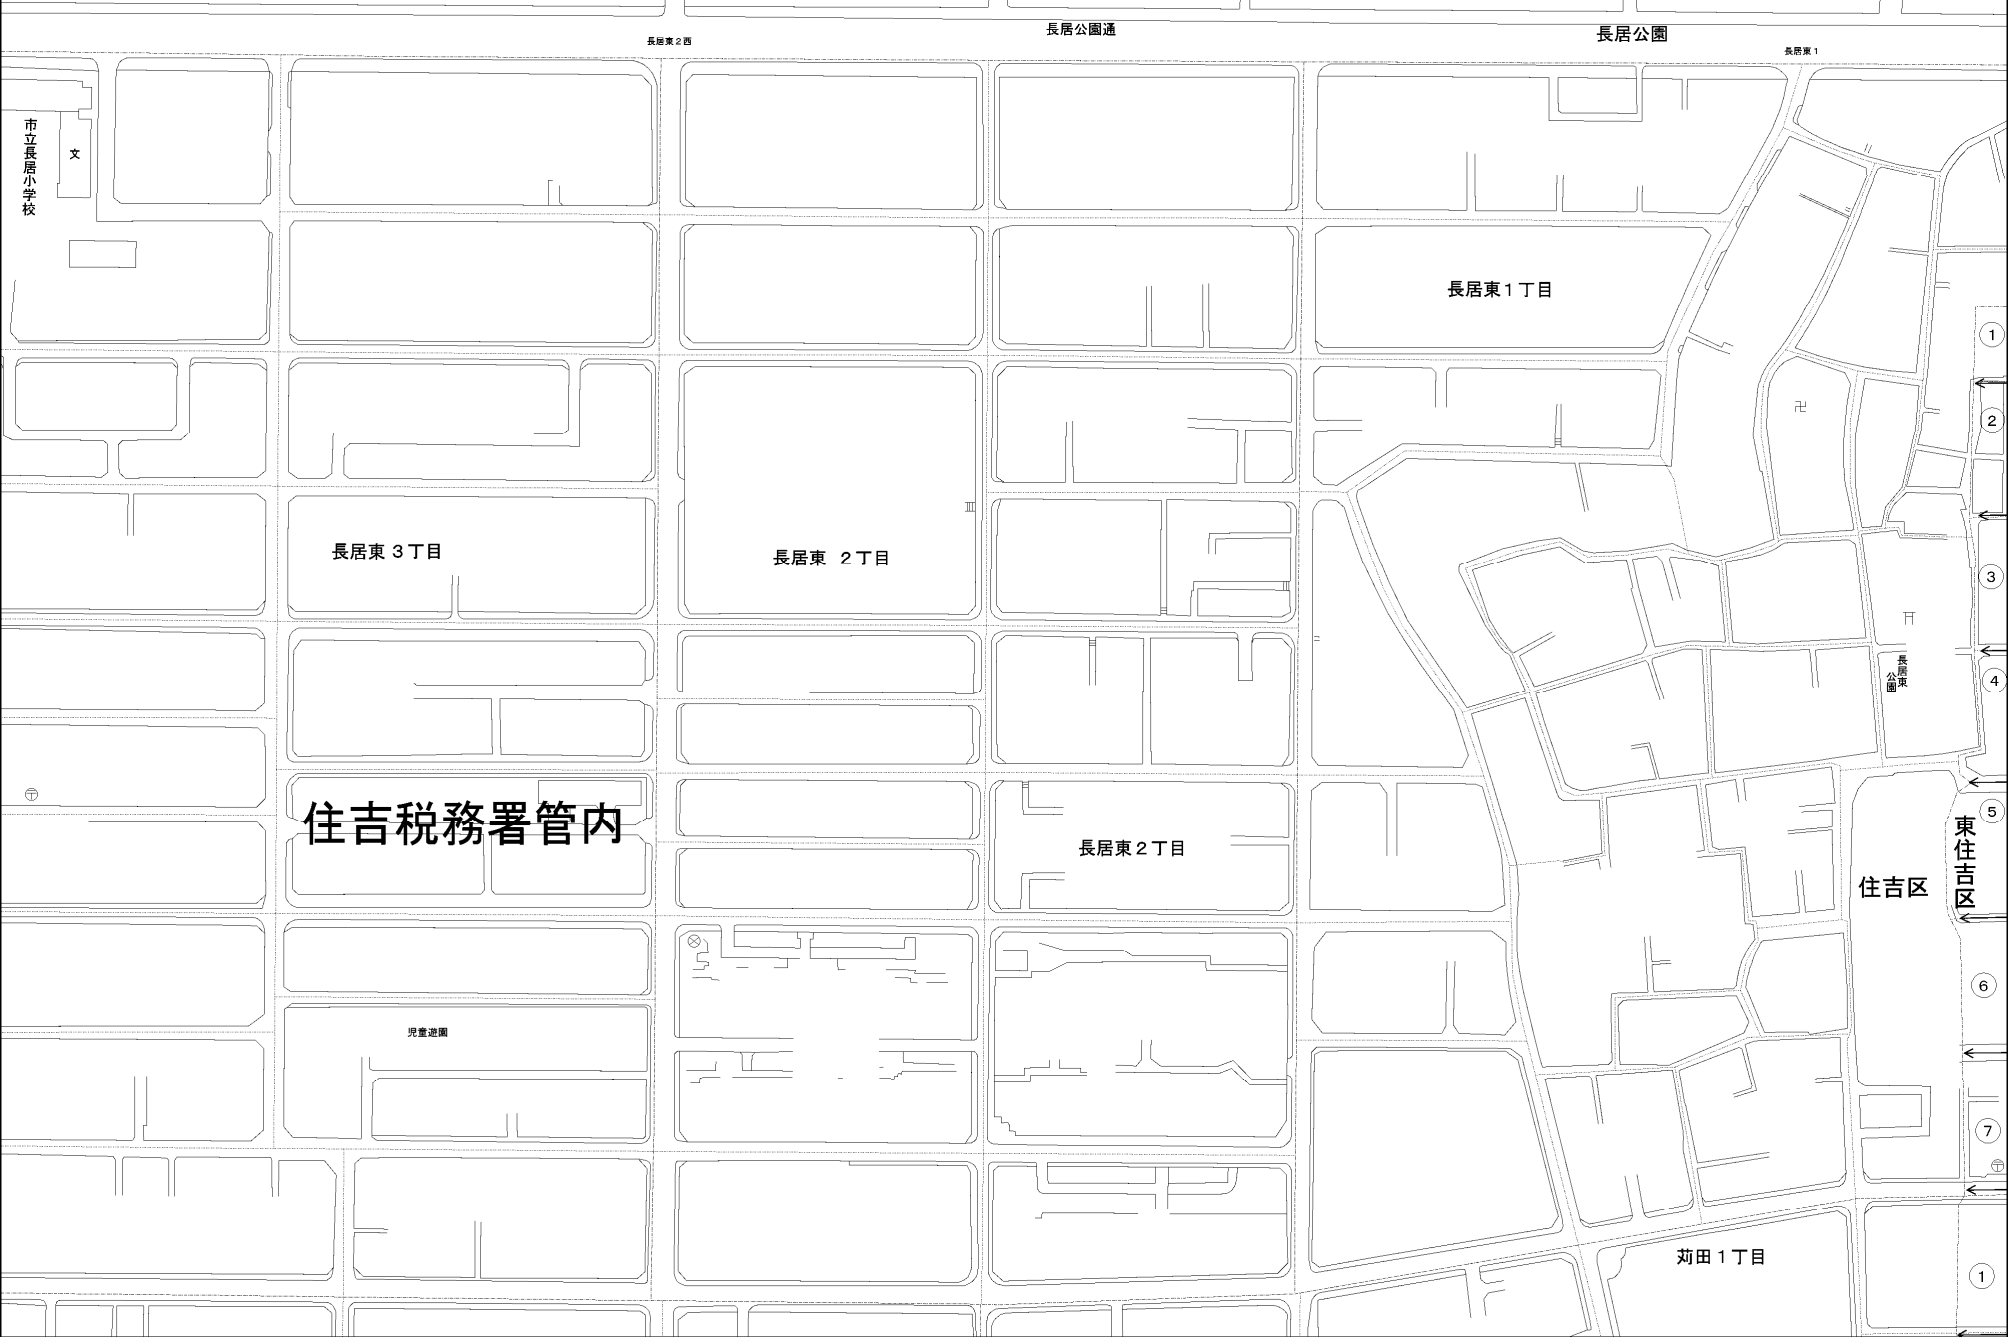 長居公園通
長居公園
長居東2西
長居東1
市立長居小学校
文
長居東1丁目
1
2
長居東 3丁目
長居東 2丁目
3
長居東
公園
4
住吉税務署管内
長居東2丁目
5
東住吉区
住吉区
6
児童遊園
7
苅田1丁目
1